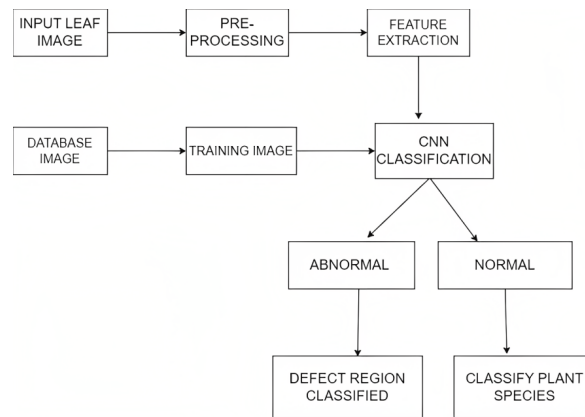 INPUT LEAF
IMAGE
PRE-
PROCESSING
FEATURE
EXTRACTION
DATABASE
IMAGE
TRAINING IMAGE
CNN
CLASSIFICATION
ABNORMAL
NORMAL
DEFECT REGION
CLASSIFIED
CLASSIFY PLANT
SPECIES